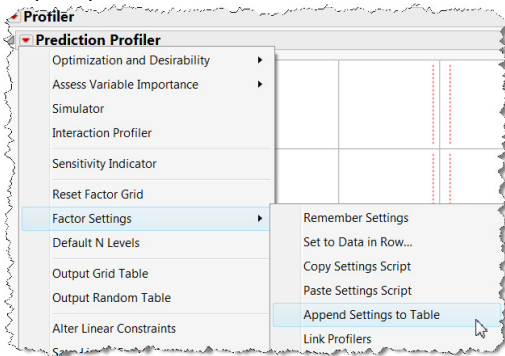 Profiler
Prediction Profiler
Optimization and Desirability
Assess Variable Importance
Simulator
Interaction Profiler
Sensitivity Indicator
Reset Factor Grid
Factor Settings
Default N Levels
Output Grid Table
Output Random Table
Alter Linear Constraints
Remember Settings
Set to Data in Row...
Copy Settings Script
Paste Settings Script
Append Settings to Table
Link Profilers